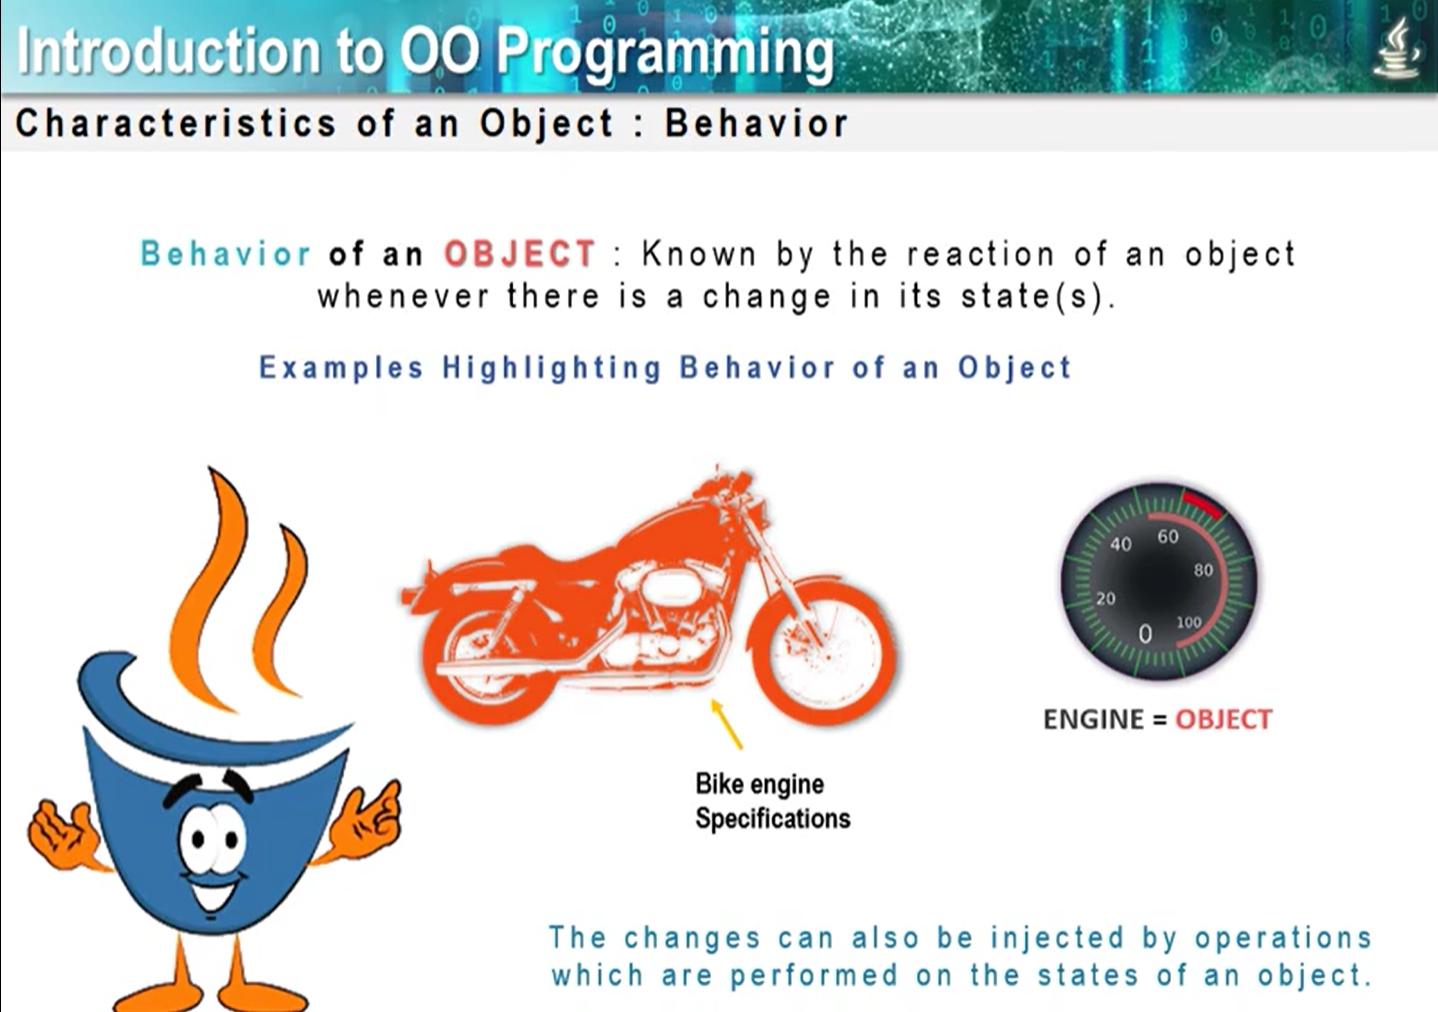 Introduction to OO Programming
Characteristics of an Object : Behavior
Behavior of an OBJECT : Known by the reaction of an object
whenever there is a change in its state(s).
Examples Highlighting Behavior of an Object
40 60
80
20
100
0
ENGINE = OBJECT
Bike engine
Specifications
The changes can also be injected by operations
which are performed on the states of an object.